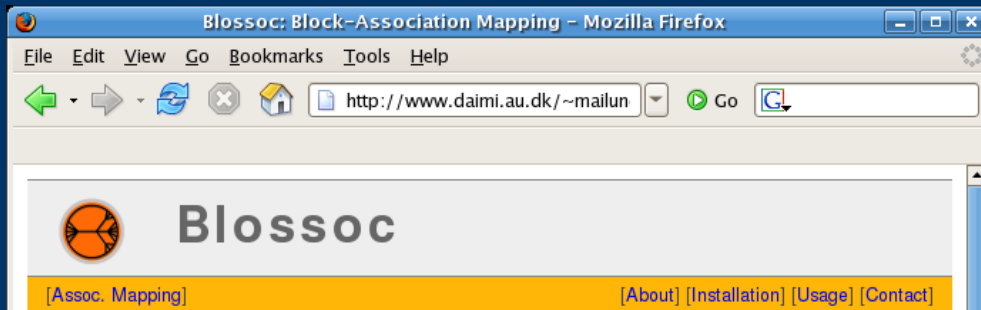 Blossoc: Block-Association Mapping - Mozilla Firefox
File Edit View Go Bookmarks Tools Help
http://www.daimi.au.dk/~mailun Go G
Blossoc
[Assoc. Mapping] [About] [Installation] [Usage] [Contact]